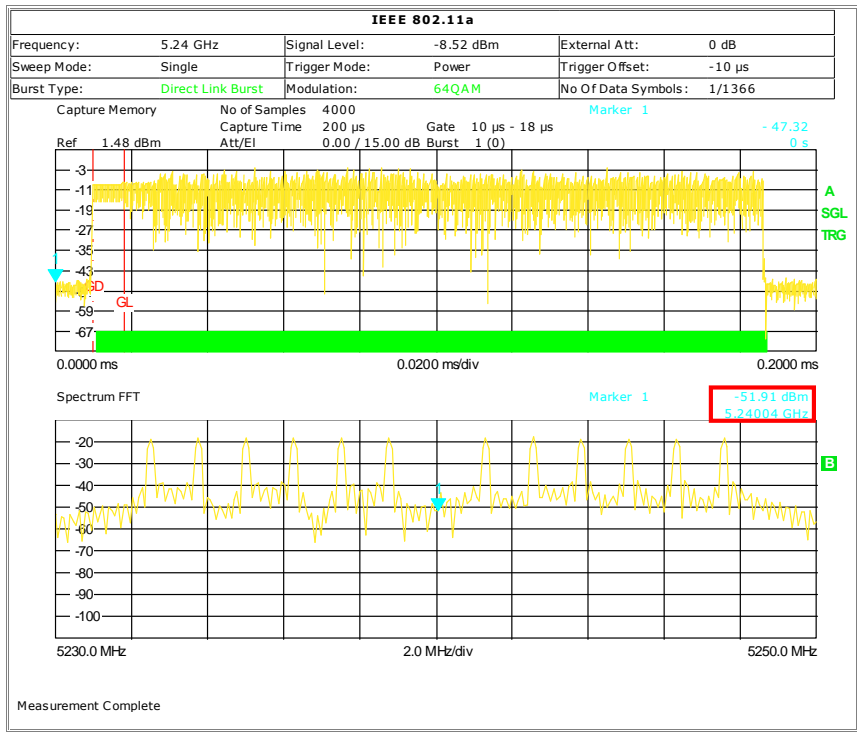 IEEE 802.11a
Frequency: 5.24 GHz Signal Level: -8.52 dBm External Att: 0 dB
Sweep Mode: Single Trigger Mode: Power Trigger Offset: -10 µs
Burst Type: Direct Link Burst Modulation: 64QAM No Of Data Symbols: 1/1366
Capture Memory No of Samples 4000 Marker 1
Capture Time 200 µs Gate 10 µs - 18 µs - 47.32
Ref 1.48 dBm Att/El 0.00 / 15.00 dB Burst 1 (0) 0 s
-3
-11 A
-19 SGL
-27 TRG
-35
1
-43
GD
GL
-59
-67
0.0000 ms 0.0200 ms/div 0.2000 ms
Spectrum FFT Marker 1 -51.91 dBm
5.24004 GHz
-20
-30 B
-40
1
-50
-60
-70
-80
-90
-100
5230.0 MHz 2.0 MHz/div 5250.0 MHz
Measurement Complete